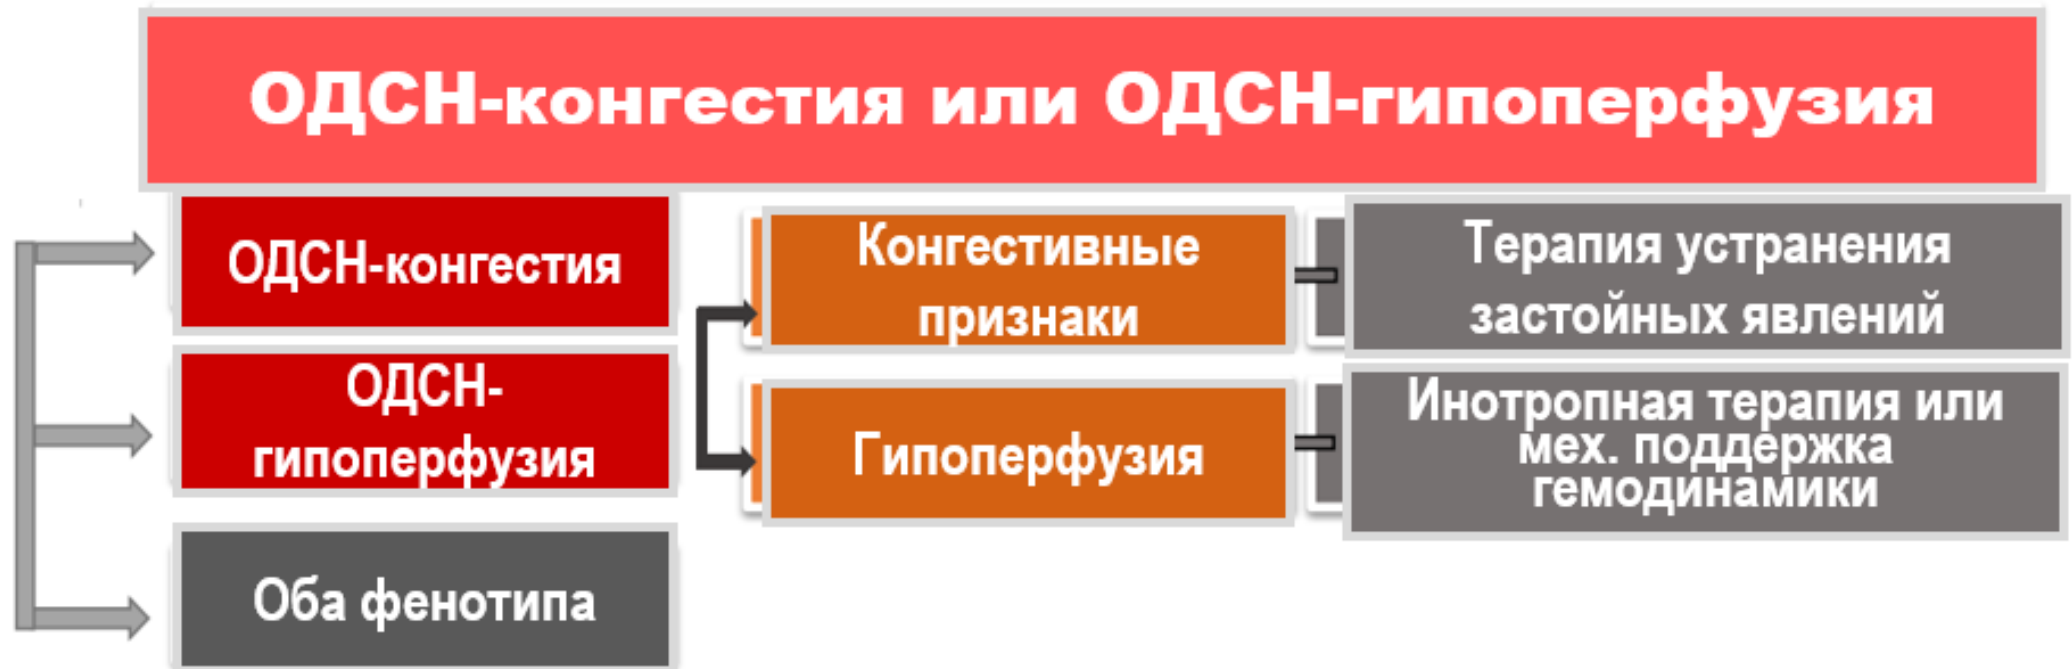 ОДСН-конгестия или ОДСН-гипоперфузия
ОДСН-конгестия
ОДСН-
гипоперфузия
Оба фенотипа
Конгестивные
признаки
Гипоперфузия
Терапия устранения
застойных явлений
Инотропная терапия или
мех. поддержка
гемодинамики